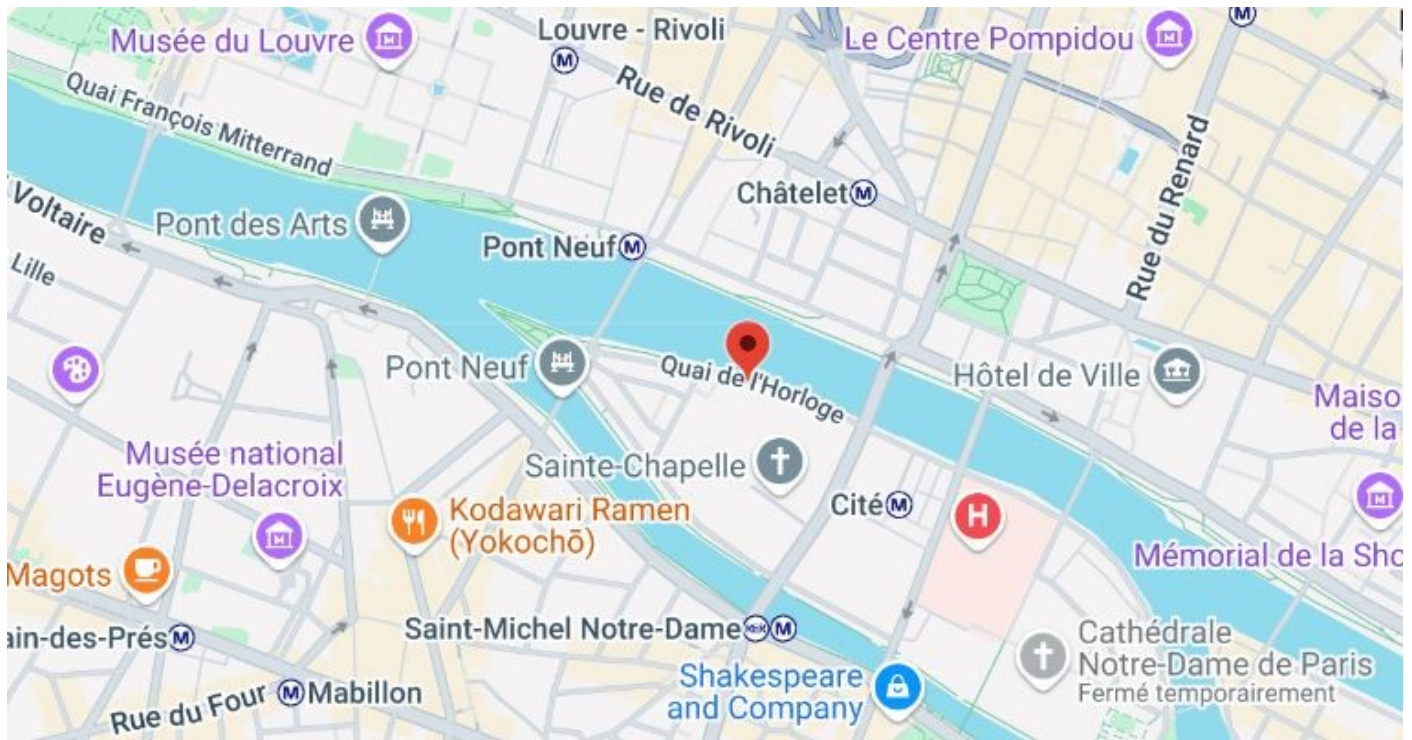 Musée du Louvre
Louvre - Rivoli
M
Le Centre Pompidou
M
Quai François Mitterrand
Rue de Rivoli
Rue du Renard
Châtelet M
Voltaire
Pont des Arts
Pont Neuf M
Lille
Pont Neuf
Quai de l'Horloge
Hôtel de Ville
Maiso
de la
Musée national
Eugène-Delacroix
Sainte-Chapelle
Cité M
H
Kodawari Ramen
(Yokochō)
Mémorial de la Sho
Magots
ain-des-Prés M
Saint-Michel Notre-Dame M
Cathédrale
Notre-Dame de Paris
Fermé temporairement
Shakespeare
and Company
Rue du Four
M Mabillon